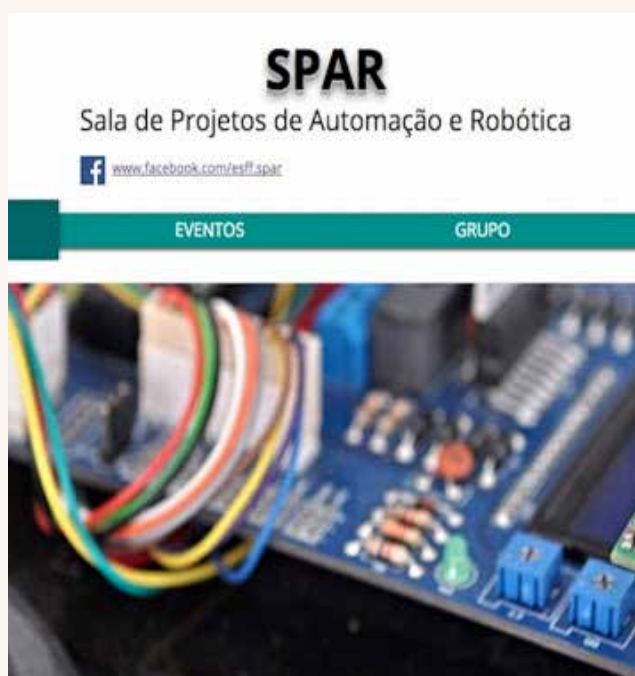 SPAR
Sala de Projetos de Automação e Robótica
www.facebook.com/esff.spar
EVENTOS GRUPO